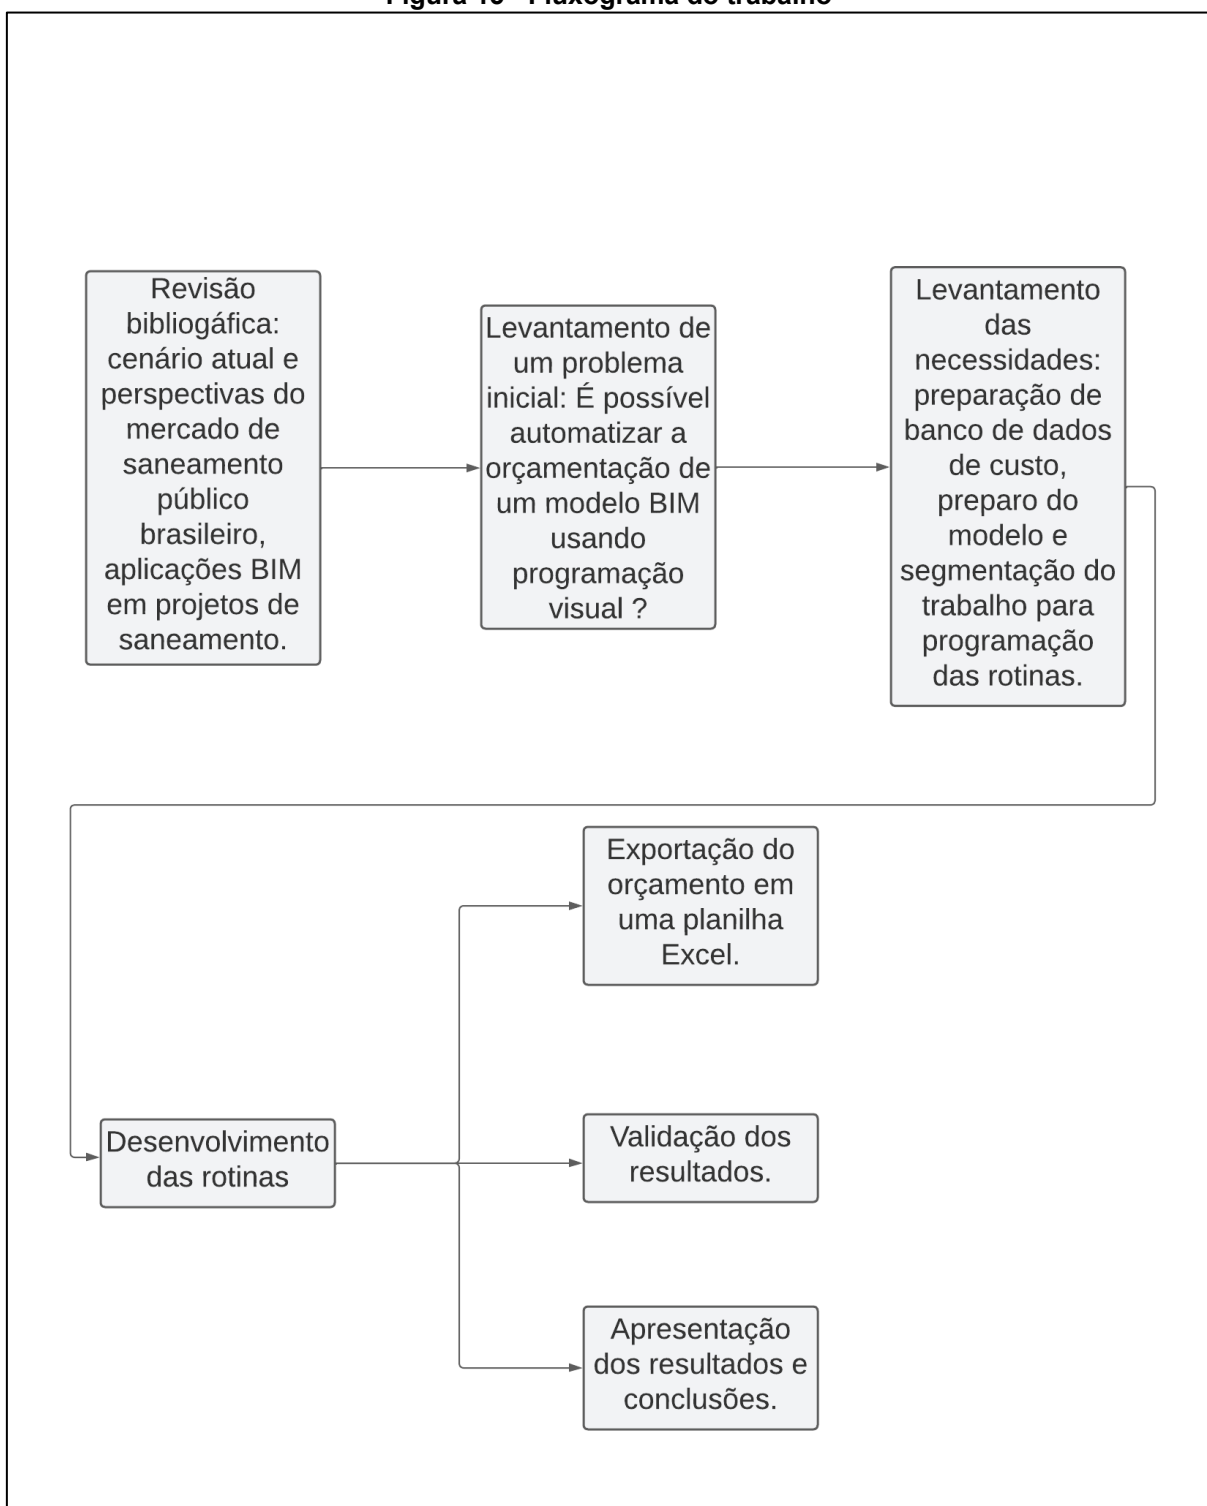 Fluxograma do trabalho
Revisão
bibliogáfica:
cenário atual e
perspectivas do
mercado de
saneamento
público
brasileiro,
aplicações BIM
em projetos de
saneamento.
Levantamento de
um problema
inicial: É possível
automatizar a
orçamentação de
um modelo BIM
usando
programação
visual ?
Levantamento
das
necessidades:
preparação de
banco de dados
de custo,
preparo do
modelo e
segmentação do
trabalho para
programação
das rotinas.
Exportação do
orçamento em
uma planilha
Excel.
Desenvolvimento
das rotinas
Validação dos
resultados.
Apresentação
dos resultados e
conclusões.